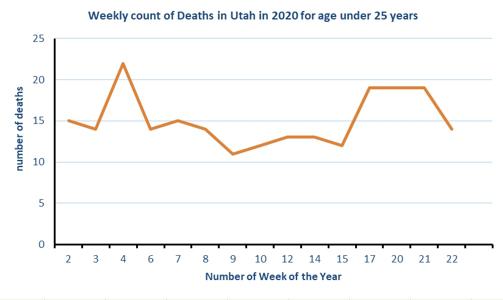 Weekly count of Deaths in Utah in 2020 for age under 25 years
25
20
15
10
5
0
number of deaths
2 3 4 6 7 8 9 10 12 14 15 17 20 21 22
Number of Week of the Year